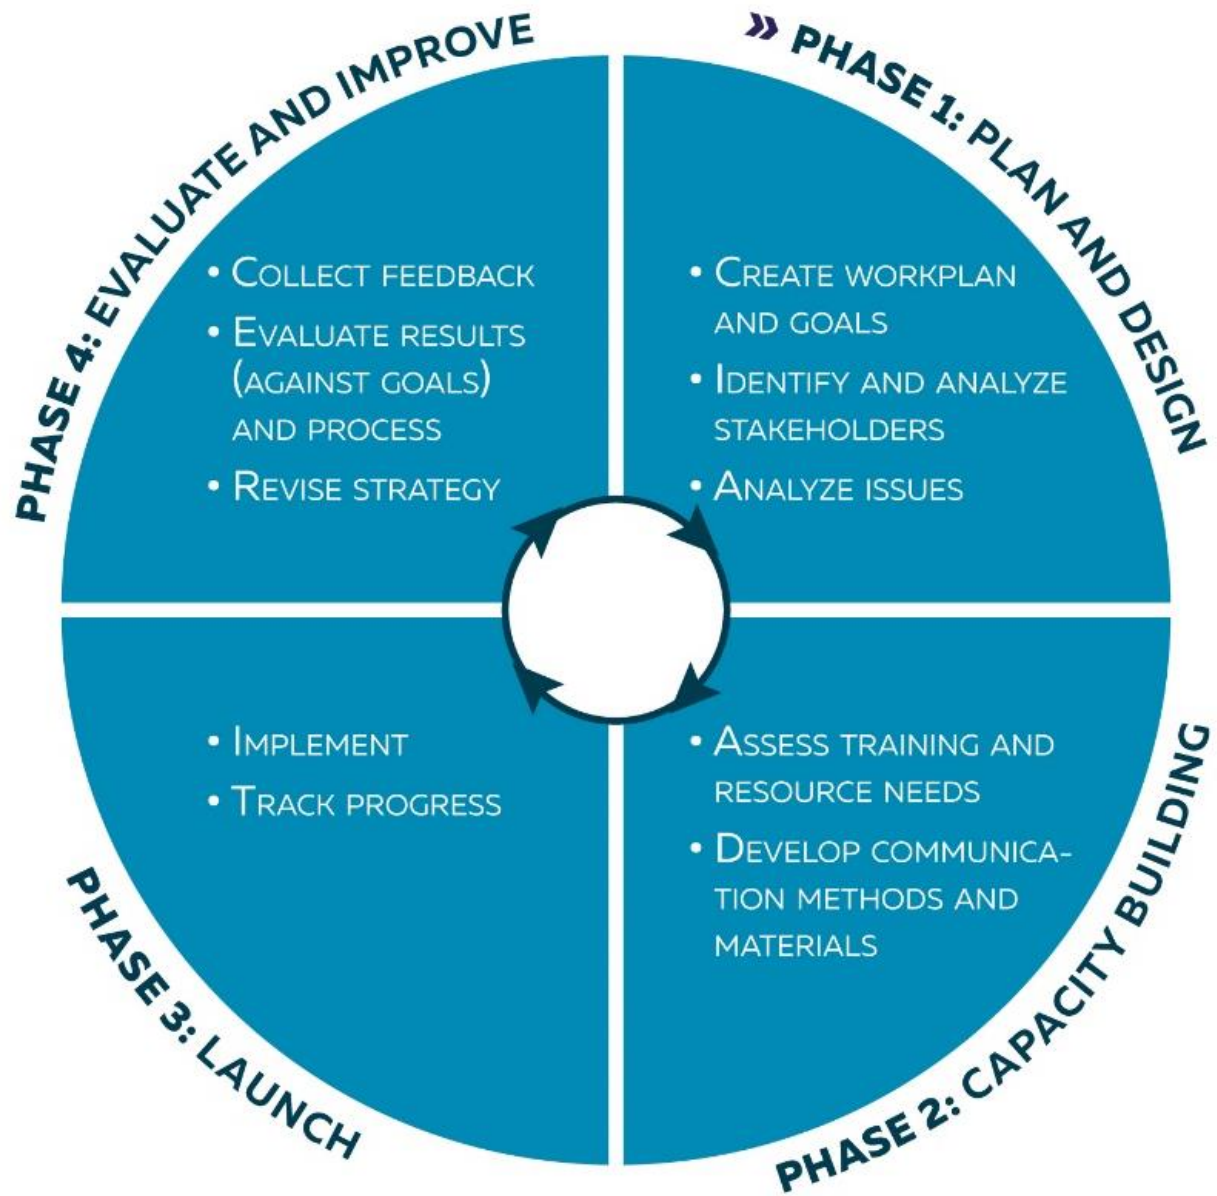 » PHASE 1: PLAN AND DESIGN
• CREATE WORKPLAN
AND GOALS
• IDENTIFY AND ANALYZE
STAKEHOLDERS
• ANALYZE ISSUES
PHASE 2: CAPACITY BUILDING
• ASSESS TRAINING AND
RESOURCE NEEDS
• DEVELOP COMMUNICA-
TION METHODS AND
MATERIALS
PHASE 3: LAUNCH
• IMPLEMENT
• TRACK PROGRESS
PHASE 4: EVALUATE AND IMPROVE
• COLLECT FEEDBACK
• EVALUATE RESULTS
(AGAINST GOALS)
AND PROCESS
• REVISE STRATEGY